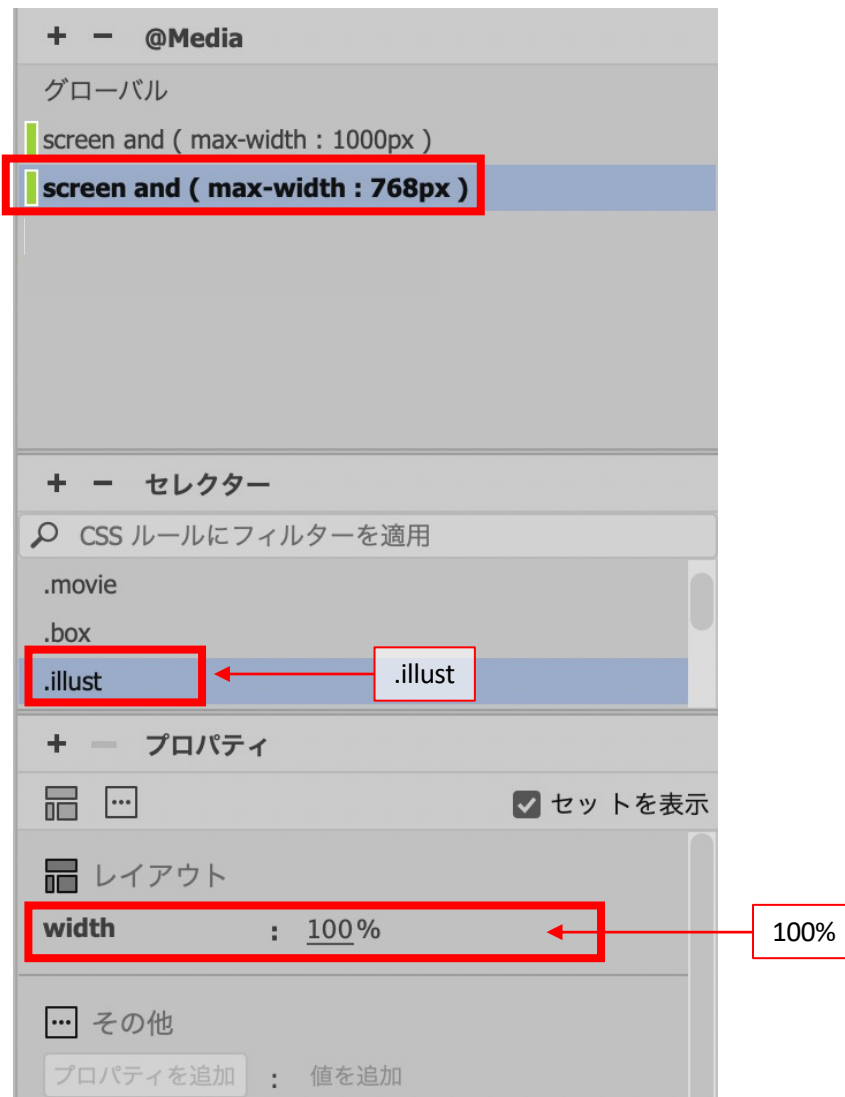 + − @Media
グローバル
screen and ( max-width : 1000px )
screen and ( max-width : 768px )
+ − セレクター
CSS ルールにフィルターを適用
.movie
.box
.illust
.illust
+ − プロパティ
セットを表示
レイアウト
width : 100%
100%
その他
プロパティを追加 : 値を追加